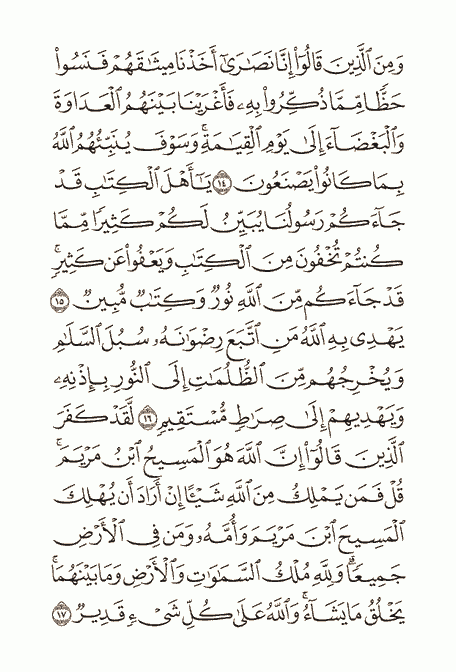 وَمِنَ ٱلَّذِينَ قَالُوٓا۟ إِنَّا نَصَـٰرَىٰٓ أَخَذْنَا مِيثَـٰقَهُمْ فَنَسُوا۟
حَظًّا مِّمَّا ذُكِّرُوا۟ بِهِۦ فَأَغْرَيْنَا بَيْنَهُمُ ٱلْعَدَاوَةَ
وَٱلْبَغْضَآءَ إِلَىٰ يَوْمِ ٱلْقِيَـٰمَةِ ۚ وَسَوْفَ يُنَبِّئُهُمُ ٱللَّهُ
بِمَا كَانُوا۟ يَصْنَعُونَ ١٤ يَـٰٓأَهْلَ ٱلْكِتَـٰبِ قَدْ
جَآءَكُمْ رَسُولُنَا يُبَيِّنُ لَكُمْ كَثِيرًا مِّمَّا
كُنتُمْ تُخْفُونَ مِنَ ٱلْكِتَـٰبِ وَيَعْفُوا۟ عَن كَثِيرٍ ۚ
قَدْ جَآءَكُم مِّنَ ٱللَّهِ نُورٌ وَكِتَـٰبٌ مُّبِينٌ ١٥
يَهْدِى بِهِ ٱللَّهُ مَنِ ٱتَّبَعَ رِضْوَٰنَهُۥ سُبُلَ ٱلسَّلَـٰمِ
وَيُخْرِجُهُم مِّنَ ٱلظُّلُمَـٰتِ إِلَى ٱلنُّورِ بِإِذْنِهِۦ
وَيَهْدِيهِمْ إِلَىٰ صِرَٰطٍ مُّسْتَقِيمٍ ١٦ لَّقَدْ كَفَرَ
ٱلَّذِينَ قَالُوٓا۟ إِنَّ ٱللَّهَ هُوَ ٱلْمَسِيحُ ٱبْنُ مَرْيَمَ ۚ
قُلْ فَمَن يَمْلِكُ مِنَ ٱللَّهِ شَيْـًٔا إِنْ أَرَادَ أَن يُهْلِكَ
ٱلْمَسِيحَ ٱبْنَ مَرْيَمَ وَأُمَّهُۥ وَمَن فِى ٱلْأَرْضِ
جَمِيعًا ۗ وَلِلَّهِ مُلْكُ ٱلسَّمَـٰوَٰتِ وَٱلْأَرْضِ وَمَا بَيْنَهُمَا ۚ
يَخْلُقُ مَا يَشَآءُ ۚ وَٱللَّهُ عَلَىٰ كُلِّ شَىْءٍ قَدِيرٌ ١٧